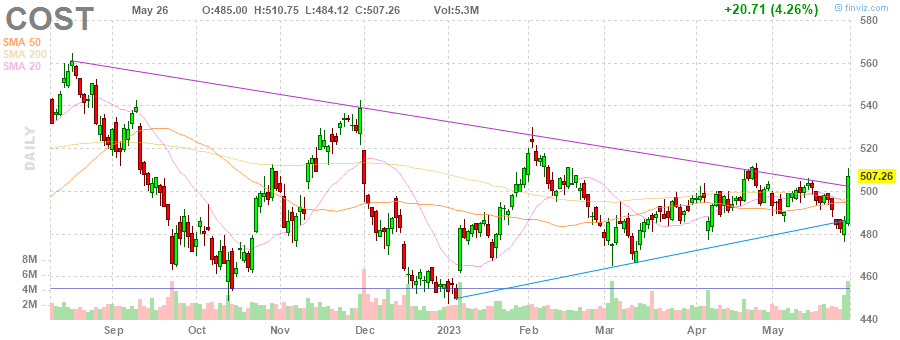 COST May 26 O:485.00 H:510.75 L:484.12 C:507.26 Vol:5.3M +20.71 (4.26%) © finviz.com
SMA 50
SMA 200
SMA 20
DAILY
580
560
540
520
507.26
500
480
460
440
8M
6M
4M
2M
Sep Oct Nov Dec 2023 Feb Mar Apr May